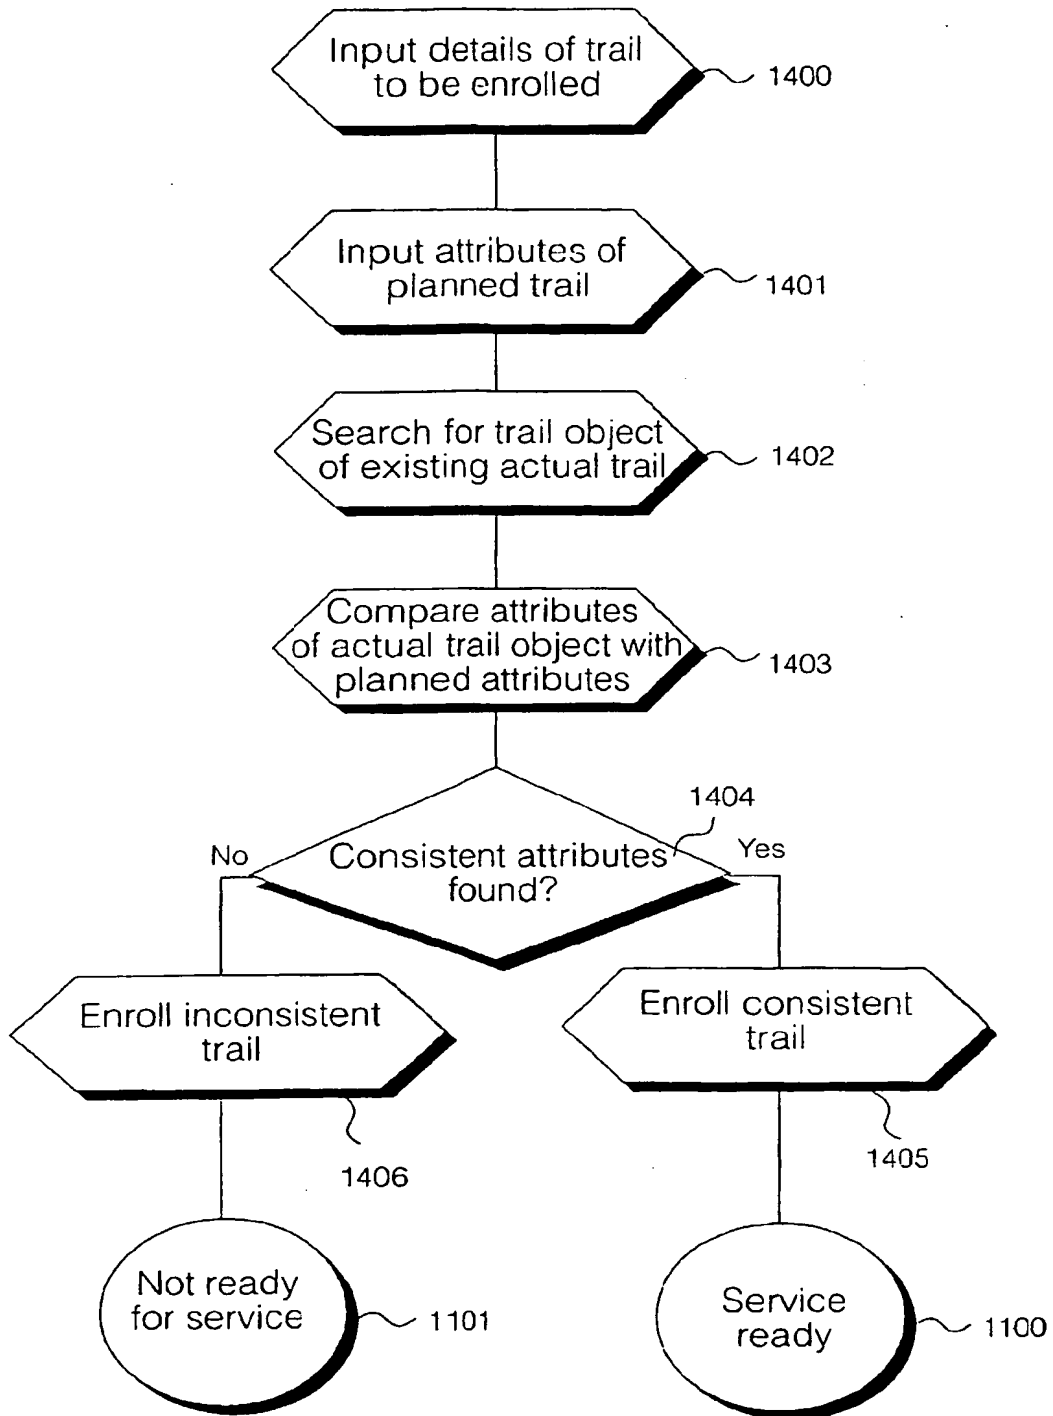 Input details of trail
to be enrolled
1400
Input attributes of
planned trail
1401
Search for trail object
of existing actual trail
1402
Compare attributes
of actual trail object with
planned attributes
1403
1404
No
Consistent attributes
found?
Yes
Enroll inconsistent
trail
1406
Enroll consistent
trail
1405
Not ready
for service
1101
Service
ready
1100